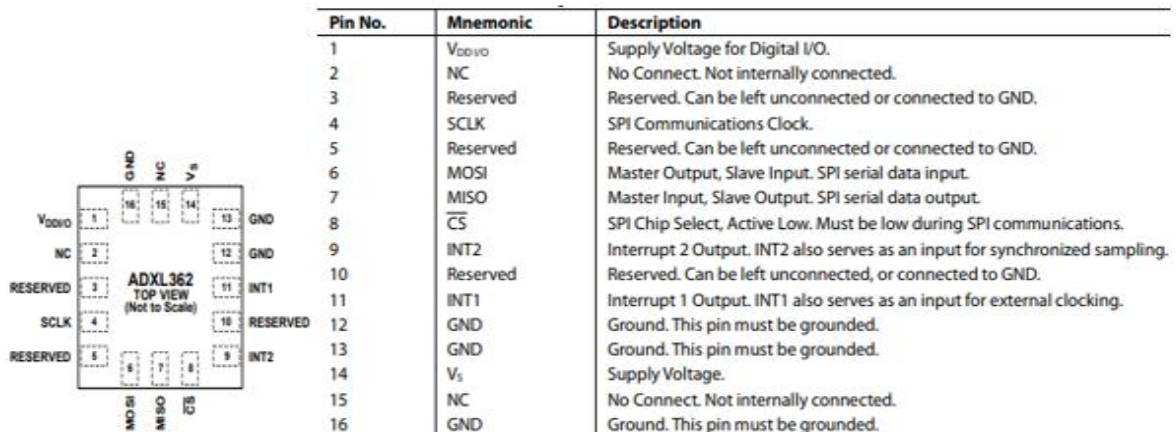 GND
NC
VS
16
15
14
VDDI/O
1
13
GND
NC
2
12
GND
RESERVED
3
ADXL362
TOP VIEW
(Not to Scale)
11
INT1
SCLK
4
10
RESERVED
RESERVED
5
9
INT2
6
7
8
MOSI
MISO
CS
Pin No. Mnemonic Description
1 VDD I/O Supply Voltage for Digital I/O.
2 NC No Connect. Not internally connected.
3 Reserved Reserved. Can be left unconnected or connected to GND.
4 SCLK SPI Communications Clock.
5 Reserved Reserved. Can be left unconnected or connected to GND.
6 MOSI Master Output, Slave Input. SPI serial data input.
7 MISO Master Input, Slave Output. SPI serial data output.
8 CS SPI Chip Select, Active Low. Must be low during SPI communications.
9 INT2 Interrupt 2 Output. INT2 also serves as an input for synchronized sampling.
10 Reserved Reserved. Can be left unconnected, or connected to GND.
11 INT1 Interrupt 1 Output. INT1 also serves as an input for external clocking.
12 GND Ground. This pin must be grounded.
13 GND Ground. This pin must be grounded.
14 VS Supply Voltage.
15 NC No Connect. Not internally connected.
16 GND Ground. This pin must be grounded.